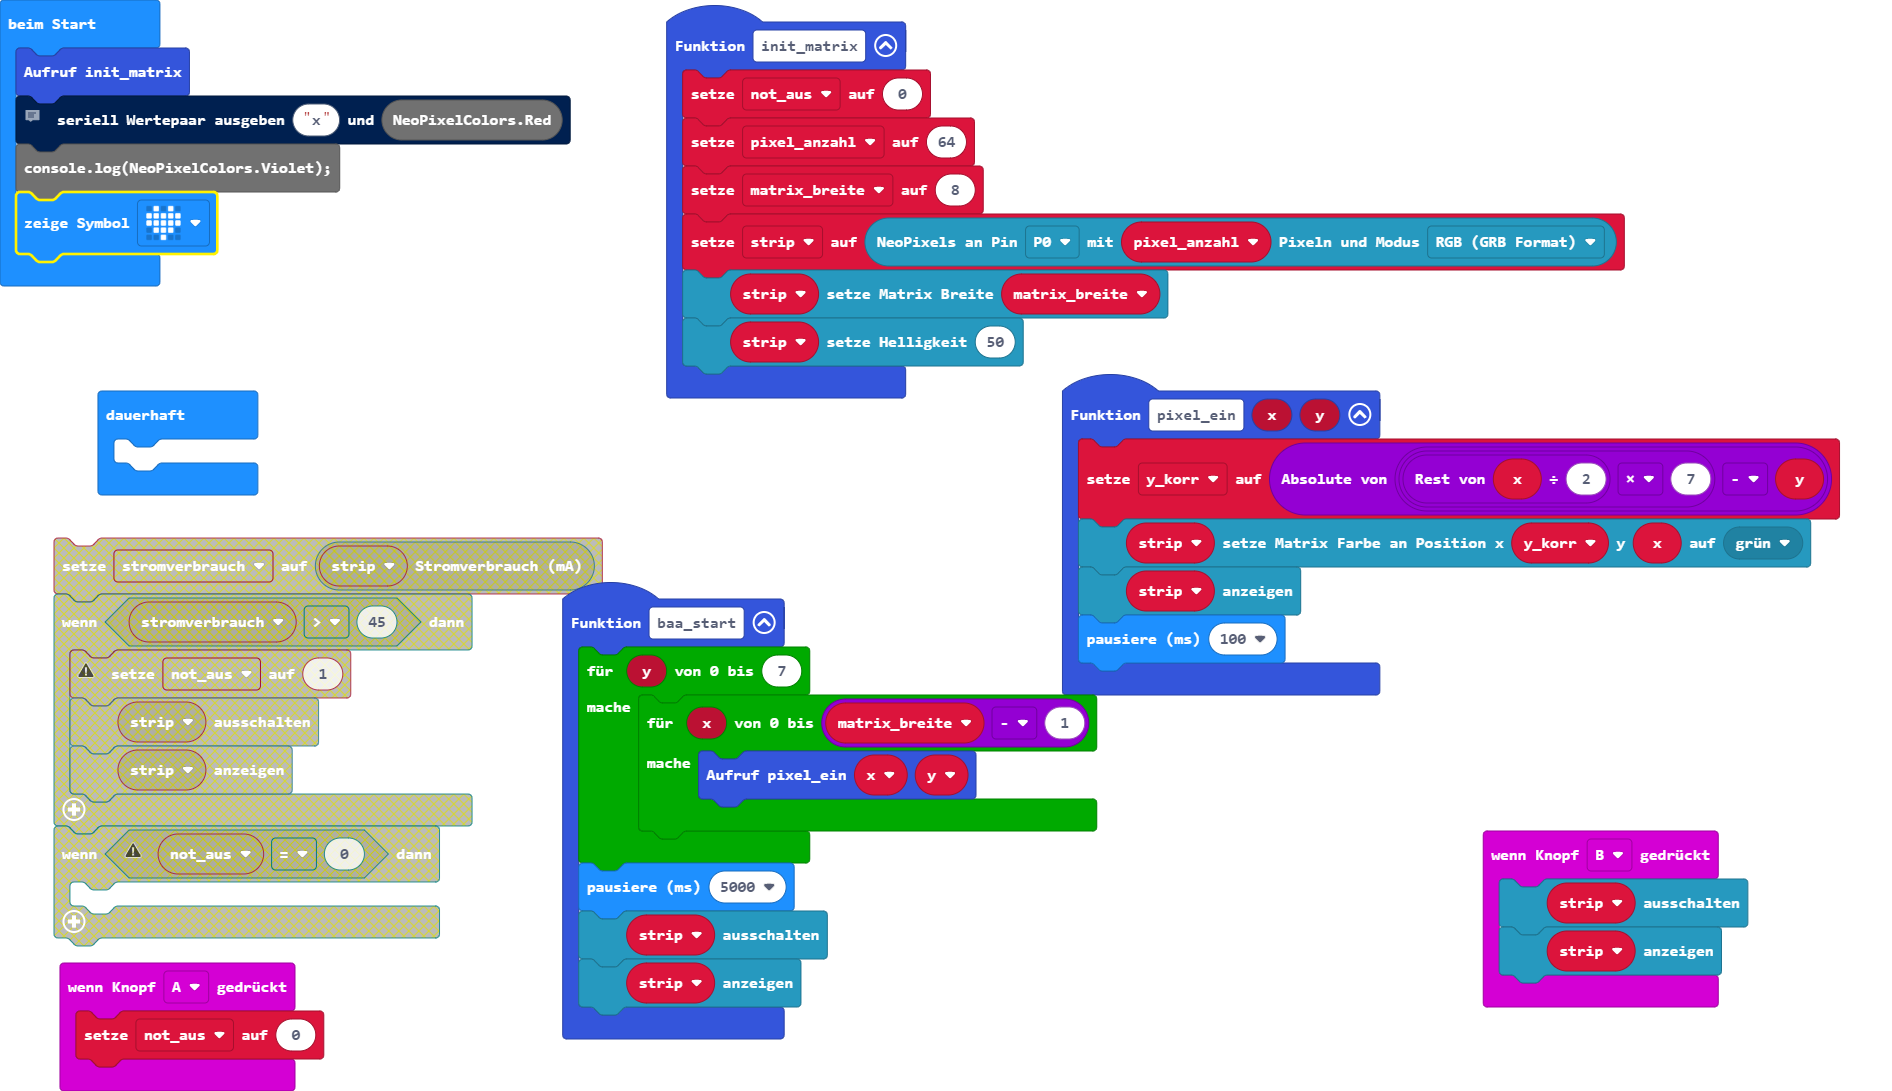 beim Start
Aufruf init_matrix
seriell Wertepaar ausgeben "x" und NeoPixelColors.Red
console.log(NeoPixelColors.Violet);
zeige Symbol
Funktion init_matrix
setze not_aus auf 0
setze pixel_anzahl auf 64
setze matrix_breite auf 8
setze strip auf NeoPixels an Pin P0 mit pixel_anzahl Pixeln und Modus RGB (GRB Format)
strip setze Matrix Breite matrix_breite
strip setze Helligkeit 50
dauerhaft
Funktion pixel_ein x y
setze y_korr auf Absolute von Rest von x ÷ 2 × 7 - y
strip setze Matrix Farbe an Position x y_korr y x auf grün
strip anzeigen
pausiere (ms) 100
setze stromverbrauch auf strip Stromverbrauch (mA)
wenn stromverbrauch > 45 dann
setze not_aus auf 1
strip ausschalten
strip anzeigen
wenn not_aus = 0 dann
Funktion baa_start
für y von 0 bis 7
mache
für x von 0 bis matrix_breite - 1
mache Aufruf pixel_ein x y
pausiere (ms) 5000
strip ausschalten
strip anzeigen
wenn Knopf A gedrückt
setze not_aus auf 0
wenn Knopf B gedrückt
strip ausschalten
strip anzeigen